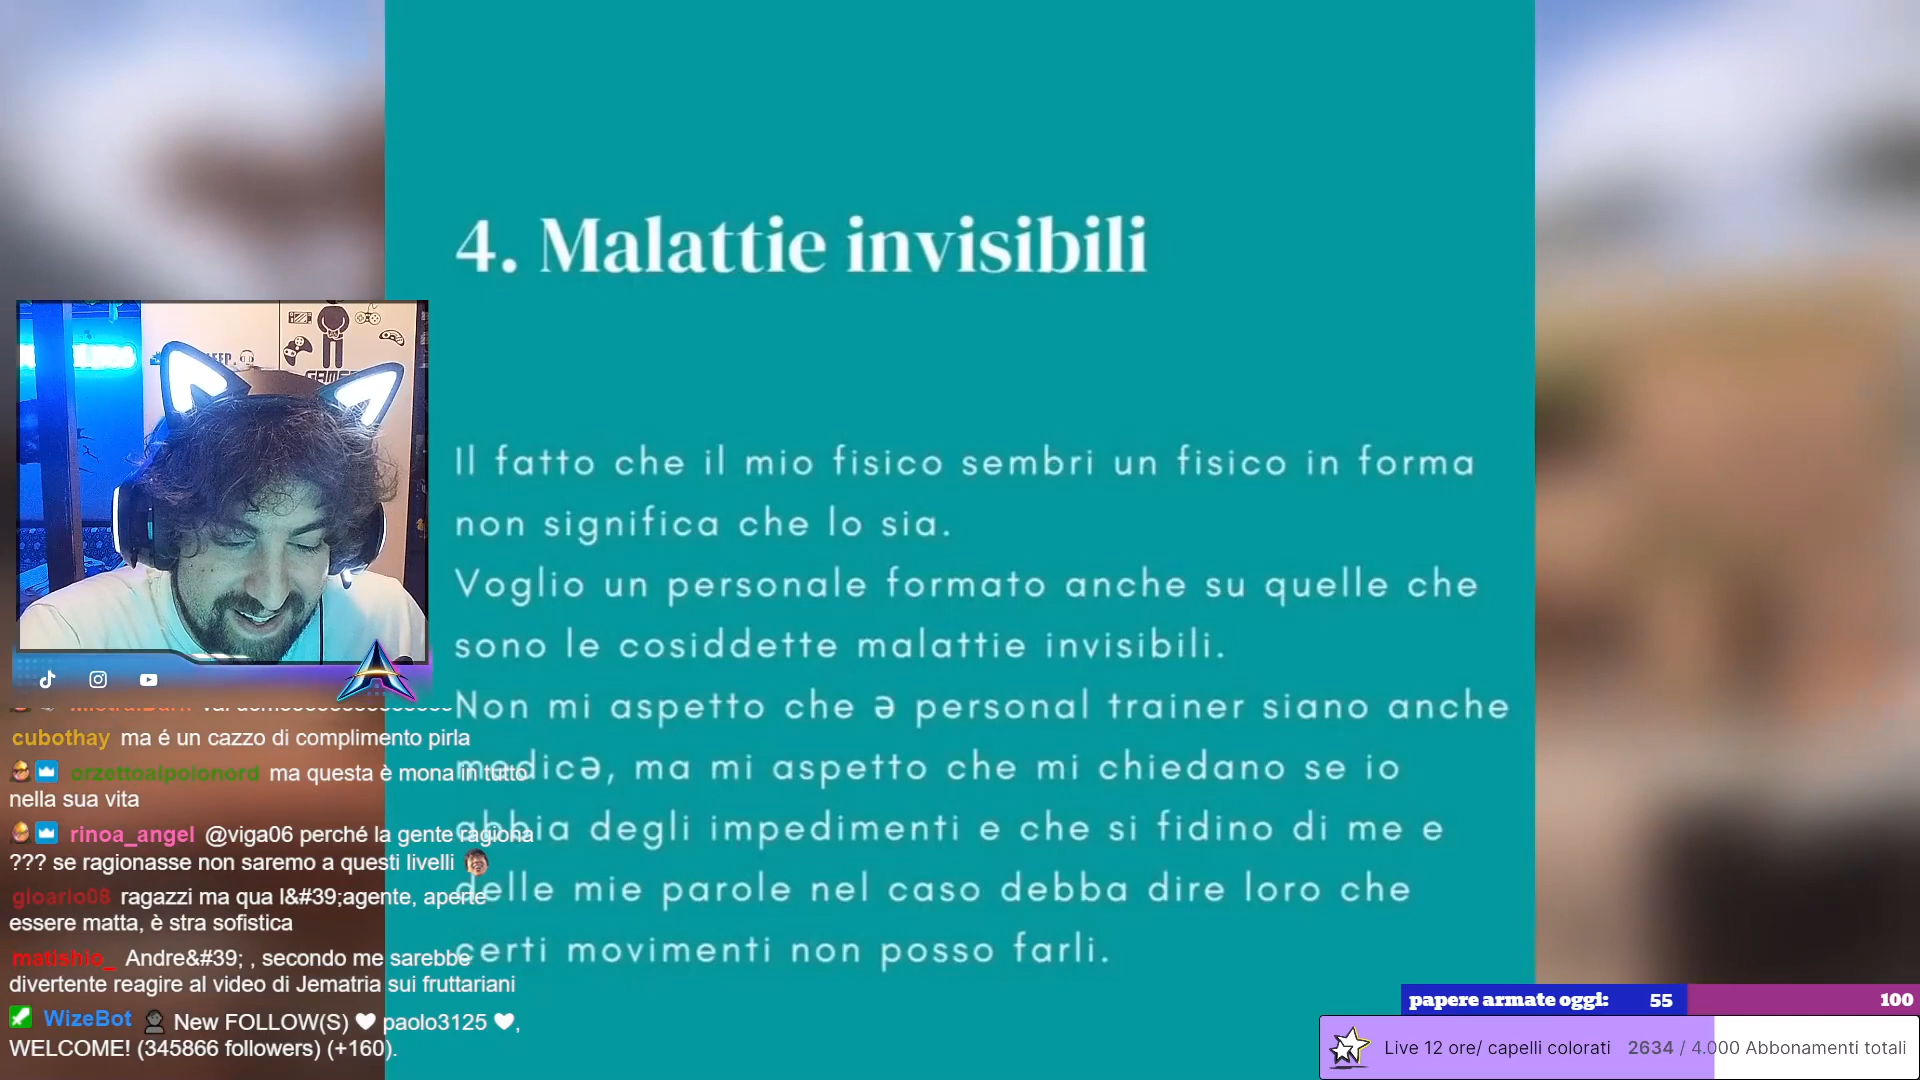 4. Malattie invisibili
Il fatto che il mio fisico sembri un fisico in forma
non significa che lo sia.
Voglio un personale formato anche su quelle che
sono le cosiddette malattie invisibili.
Non mi aspetto che ə personal trainer siano anche
medicə, ma mi aspetto che mi chiedano se io
abbia degli impedimenti e che si fidino di me e
delle mie parole nel caso debba dire loro che
certi movimenti non posso farli.
GAMER
cubothay ma é un cazzo di complimento pirla
orzettoalpolonord ma questa è mona in tutto
nella sua vita
rinoa_angel @viga06 perché la gente ragiona
??? se ragionasse non saremo a questi livelli
gloario08 ragazzi ma qua l&#39;agente, aperte
essere matta, è stra sofistica
matishio_ Andre&#39; , secondo me sarebbe
divertente reagire al video di Jematria sui fruttariani
WizeBot New FOLLOW(S) paolo3125 ,
WELCOME! (345866 followers) (+160).
papere armate oggi: 55 100
Live 12 ore/ capelli colorati 2634 / 4.000 Abbonamenti totali